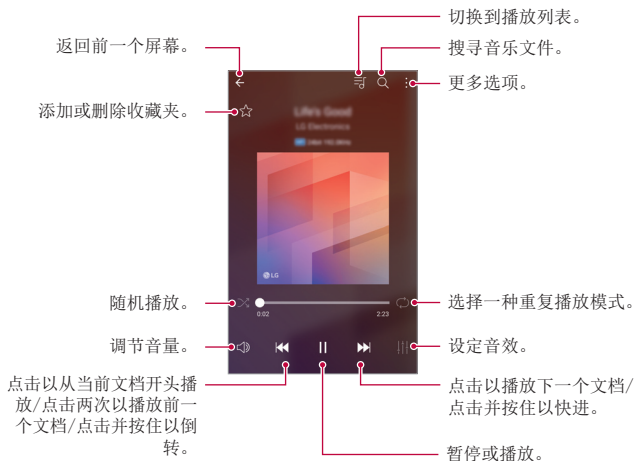 切换到播放列表。
返回前一个屏幕。
搜寻音乐文件。
更多选项。
添加或删除收藏夹。
Life's Good
LG Electronics
24bit 192.0kHz
LG
随机播放。
选择一种重复播放模式。
0:02
2:23
调节音量。
设定音效。
点击以从当前文档开头播
放/点击两次以播放前一
个文档/点击并按住以倒
转。
点击以播放下一个文档/
点击并按住以快进。
暂停或播放。